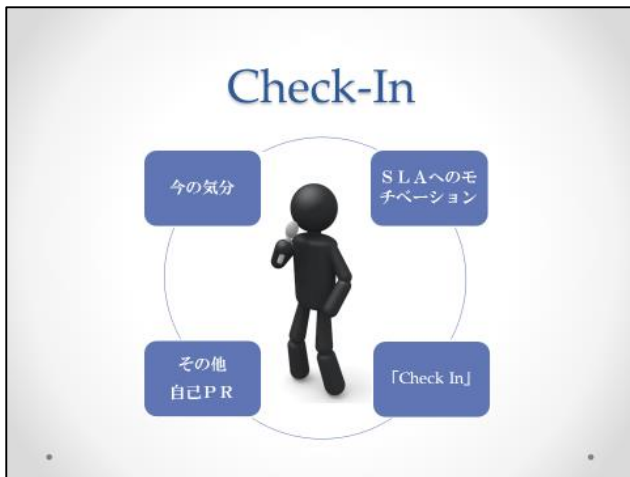 Check-In
今の気分
ＳＬＡへのモ
チベーション
その他
自己ＰＲ
「Check In」